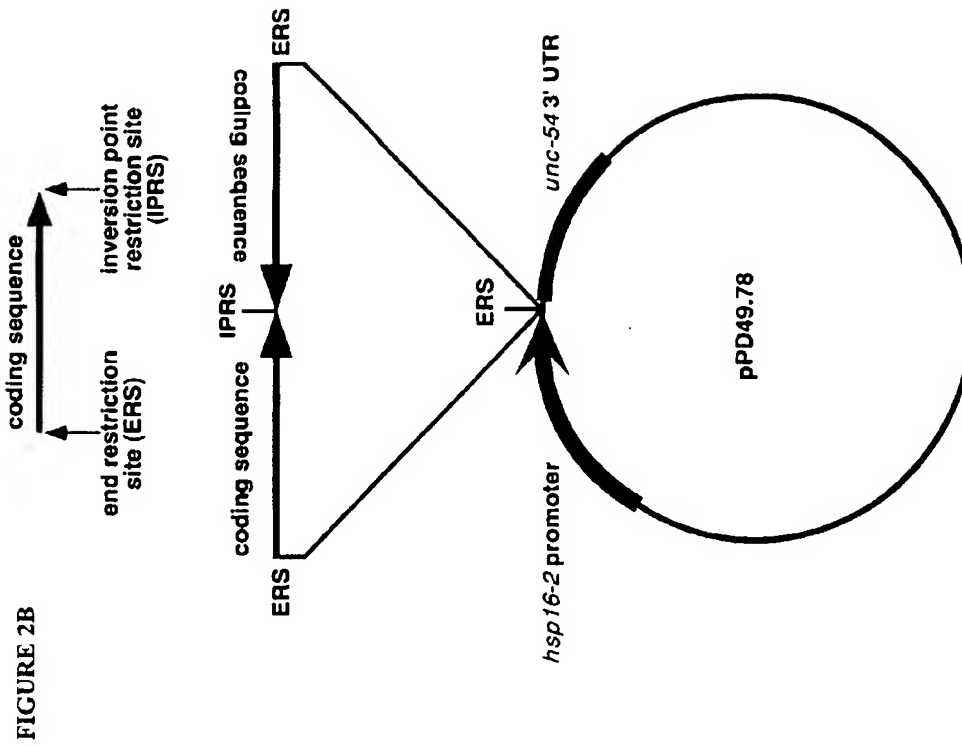 FIGURE 2B
coding sequence
end restriction
site (ERS)
inversion point
restriction site
(IPRS)
ERS
coding sequence
IPRS
coding sequence
ERS
ERS
hsp16-2 promoter
unc-54 3' UTR
pPD49.78